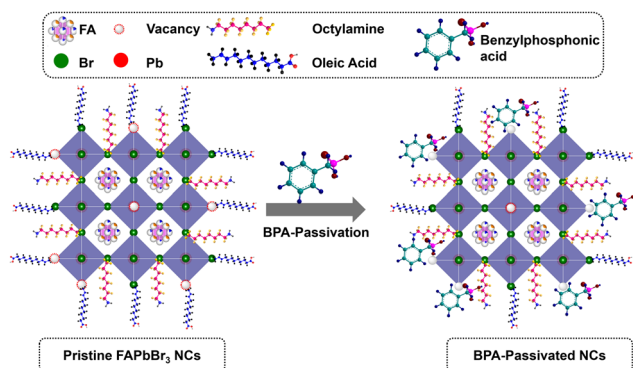 FA
Vacancy
Octylamine
Benzylphosphonic
acid
Br
Pb
Oleic Acid
BPA-Passivation
Pristine FAPbBr₃ NCs
BPA-Passivated NCs